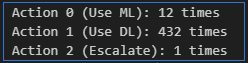 Action 0 (Use ML): 12 times
Action 1 (Use DL): 432 times
Action 2 (Escalate): 1 times